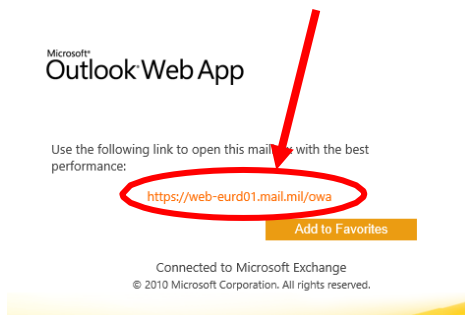 Microsoft®
Outlook Web App
Use the following link to open this with the best
performance:
https://web-eurd01.mail.mil/owa
Add to Favorites
Connected to Microsoft Exchange
© 2010 Microsoft Corporation. All rights reserved.